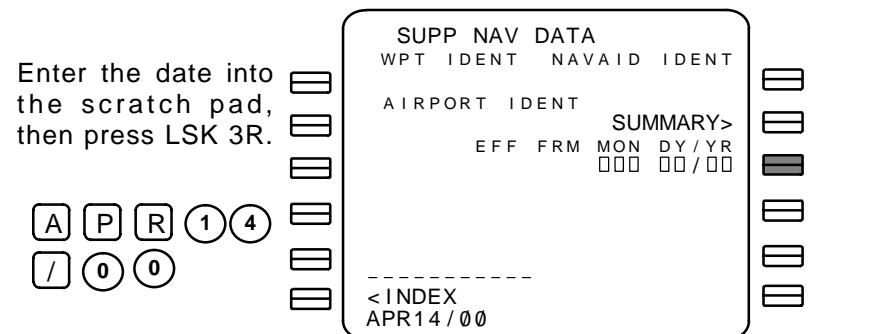 Enter the date into
the scratch pad,
then press LSK 3R.
A P R 1 4
/ 0 0
SUPP NAV DATA
WPT IDENT NAVAID IDENT
AIRPORT IDENT
SUMMARY>
EFF FRM MON DY/YR
□□□ □□/□□
-----------
<INDEX
APR14/00